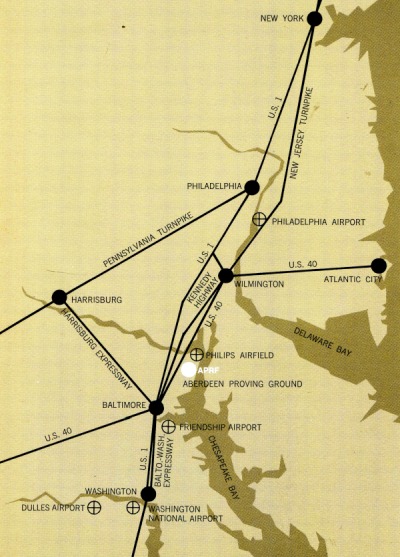 NEW YORK
U.S. 1
NEW JERSEY TURNPIKE
PHILADELPHIA
PHILADELPHIA AIRPORT
PENNSYLVANIA TURNPIKE
U.S. 1
KENNEDY
HIGHWAY
U.S. 40
WILMINGTON
ATLANTIC CITY
HARRISBURG
U.S. 40
HARRISBURG EXPRESSWAY
DELAWARE BAY
PHILIPS AIRFIELD
APRF
ABERDEEN PROVING GROUND
BALTIMORE
FRIENDSHIP AIRPORT
U.S. 40
U.S. 1
BALTO.-WASH.
EXPRESSWAY
CHESAPEAKE BAY
WASHINGTON
DULLES AIRPORT
WASHINGTON
NATIONAL AIRPORT